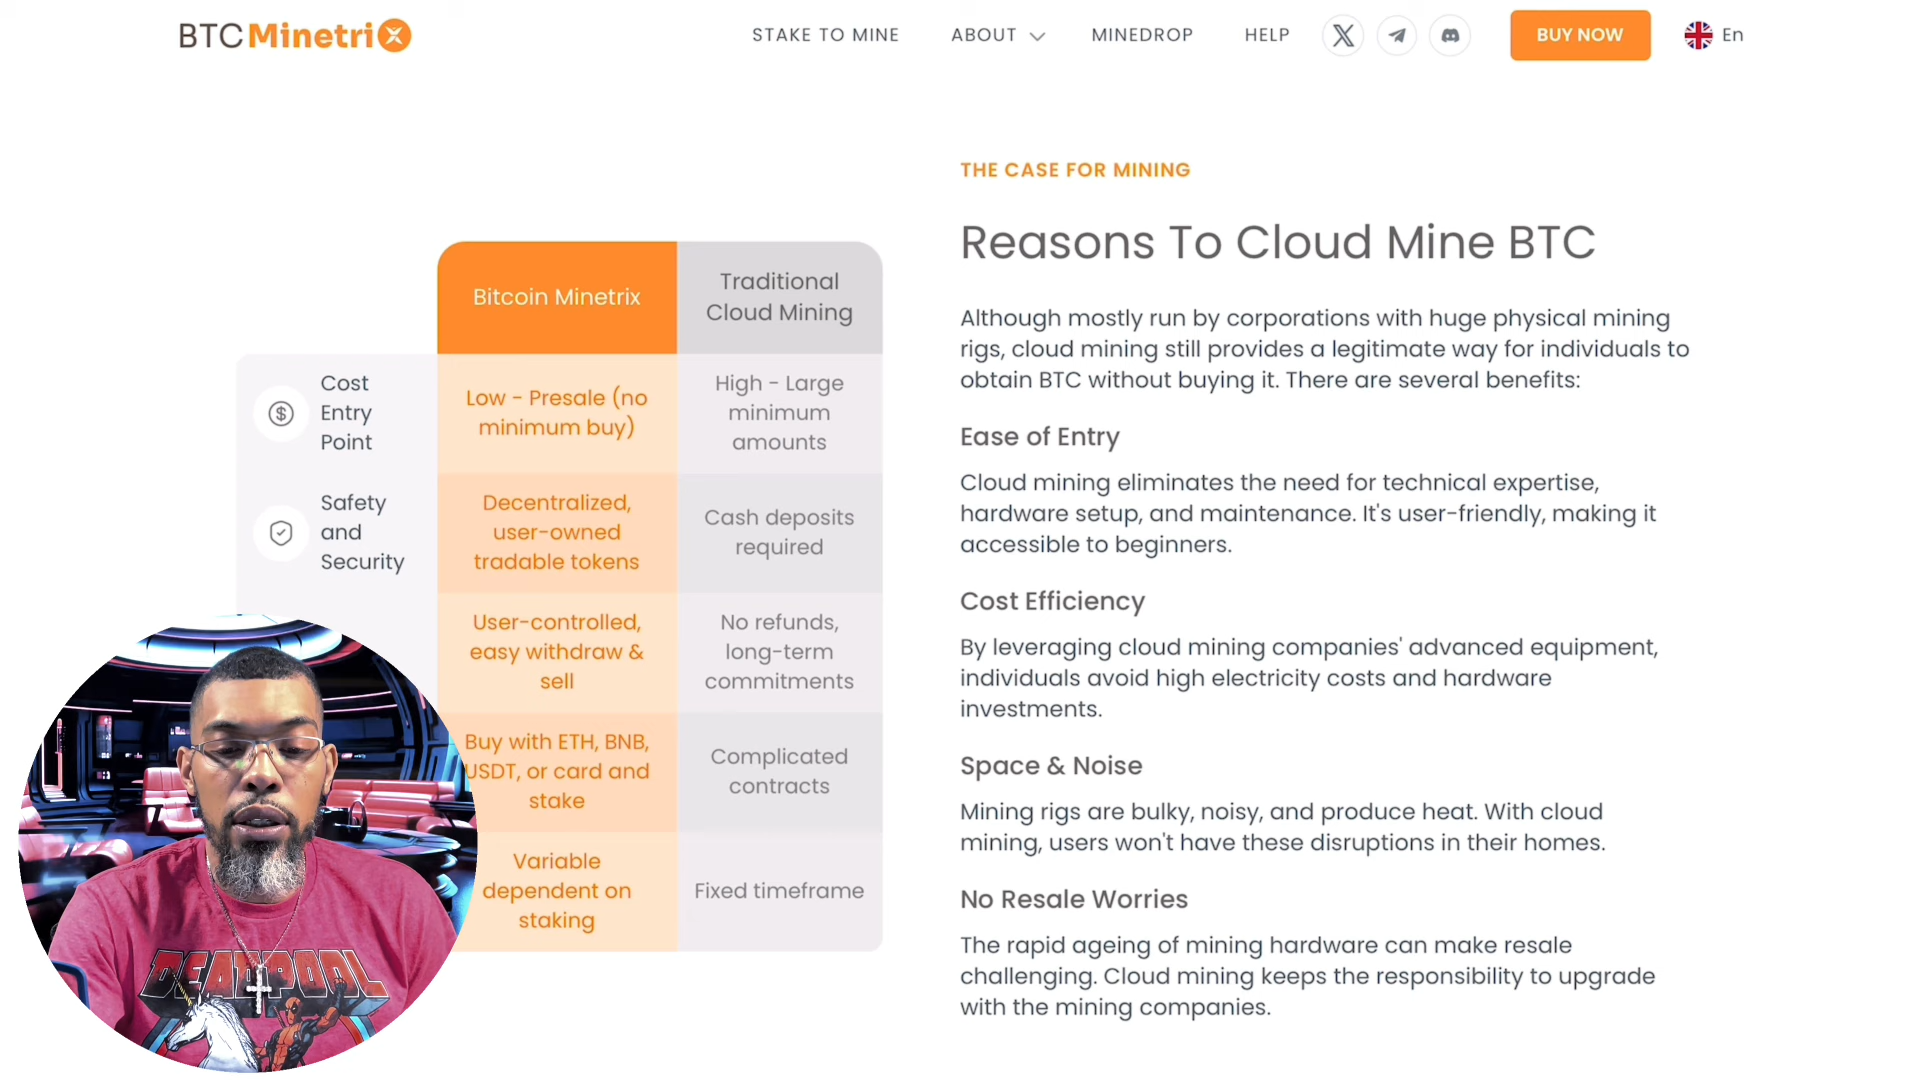 BTC Minetrix
STAKE TO MINE
ABOUT
MINEDROP
HELP
BUY NOW
En
Bitcoin Minetrix
Traditional
Cloud Mining
Cost
Entry
Point
Low - Presale (no
minimum buy)
High - Large
minimum
amounts
Safety
and
Security
Decentralized,
user-owned
tradable tokens
Cash deposits
required
User-controlled,
easy withdraw &
sell
No refunds,
long-term
commitments
Buy with ETH, BNB,
USDT, or card and
stake
Complicated
contracts
Variable
dependent on
staking
Fixed timeframe
THE CASE FOR MINING
Reasons To Cloud Mine BTC
Although mostly run by corporations with huge physical mining
rigs, cloud mining still provides a legitimate way for individuals to
obtain BTC without buying it. There are several benefits:
Ease of Entry
Cloud mining eliminates the need for technical expertise,
hardware setup, and maintenance. It's user-friendly, making it
accessible to beginners.
Cost Efficiency
By leveraging cloud mining companies' advanced equipment,
individuals avoid high electricity costs and hardware
investments.
Space & Noise
Mining rigs are bulky, noisy, and produce heat. With cloud
mining, users won't have these disruptions in their homes.
No Resale Worries
The rapid ageing of mining hardware can make resale
challenging. Cloud mining keeps the responsibility to upgrade
with the mining companies.
DEADPOOL